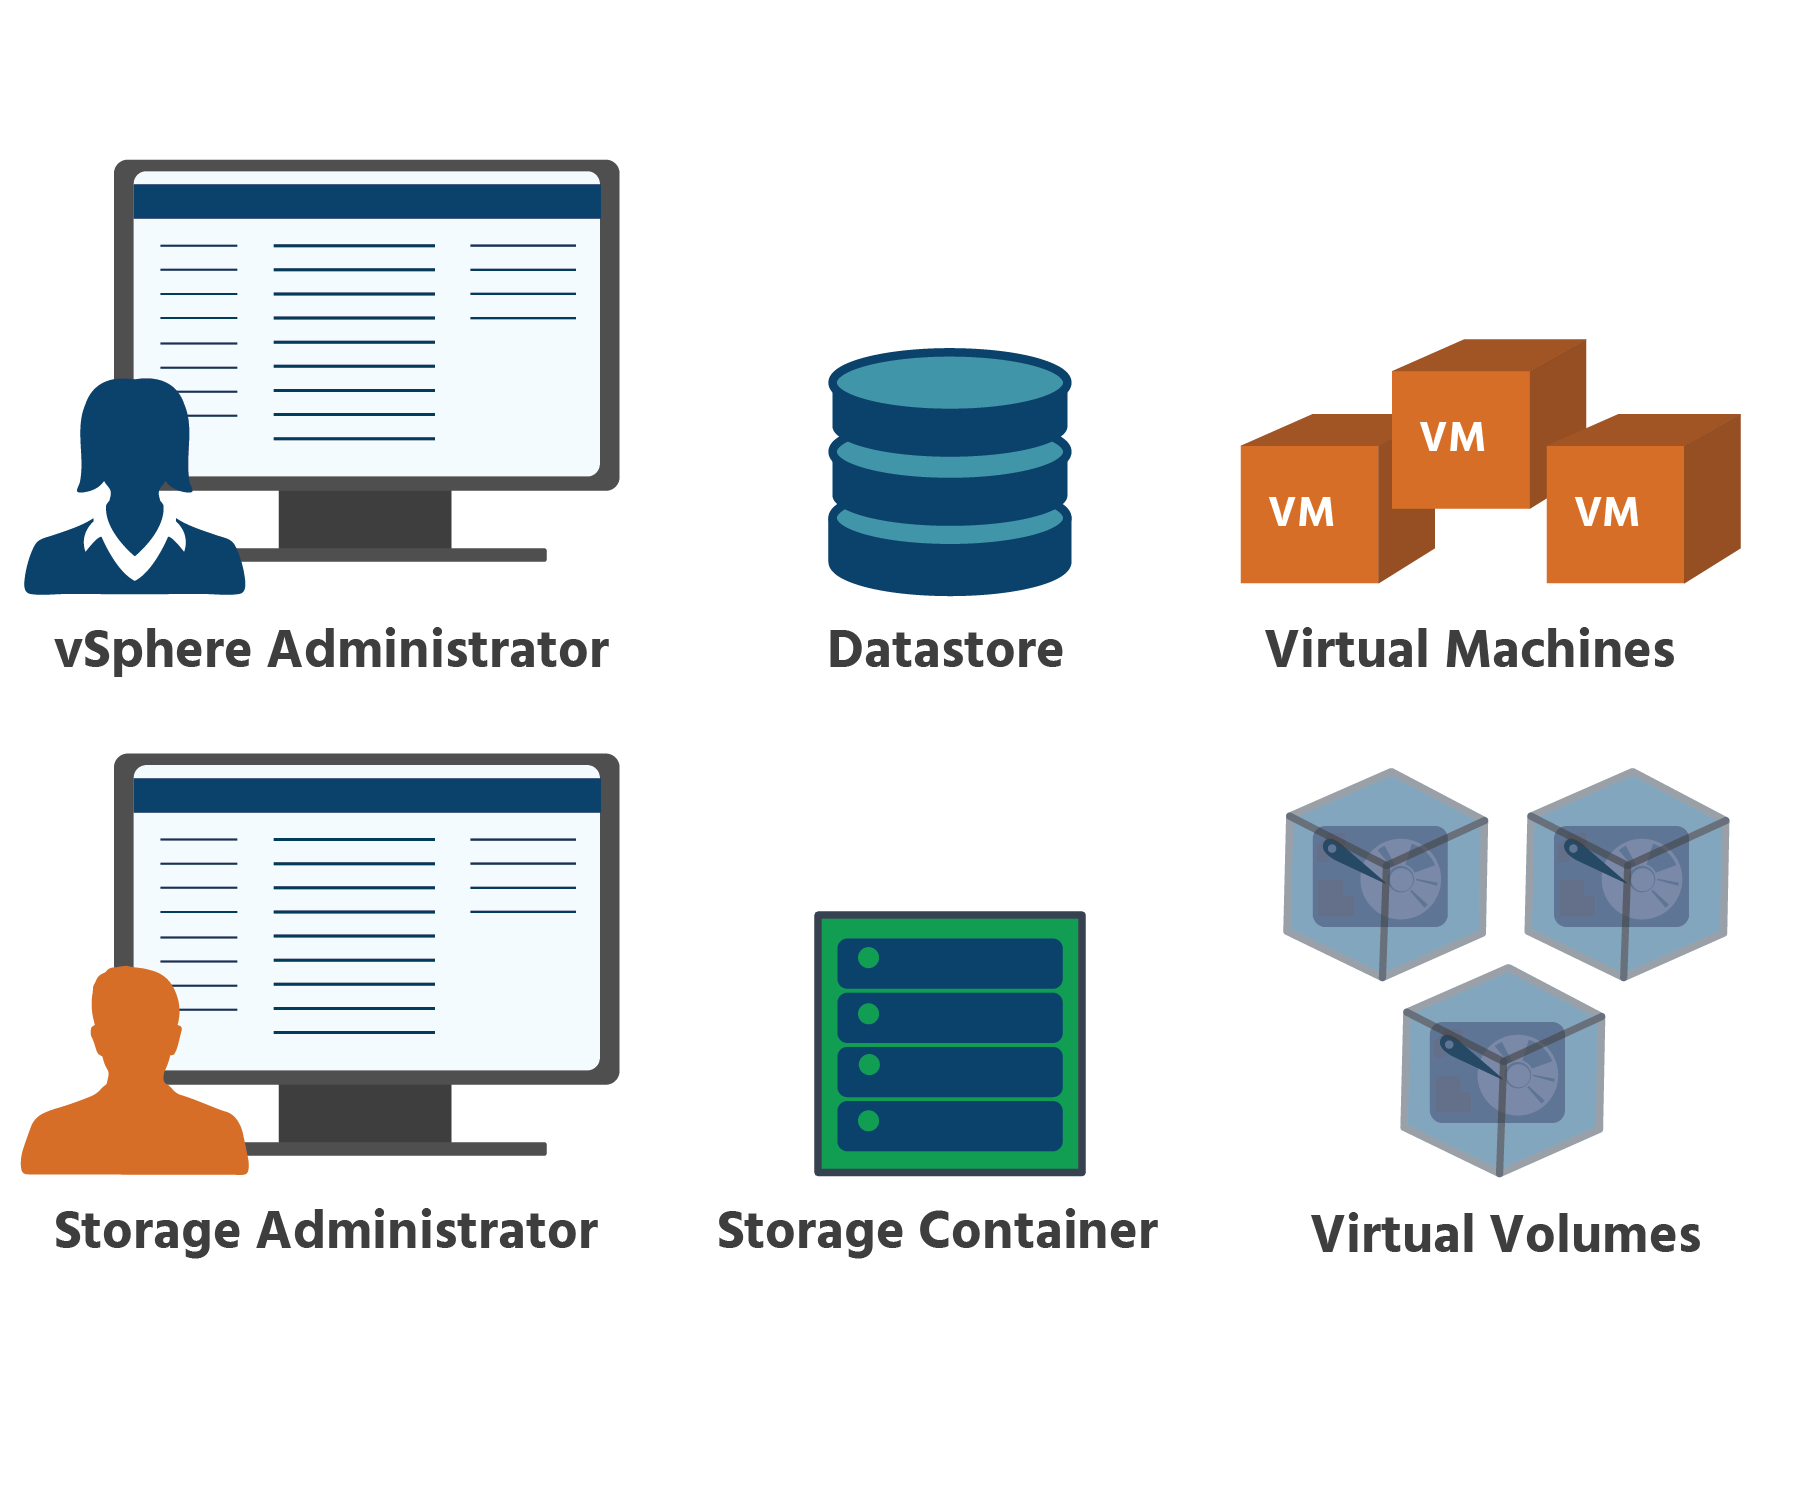 VM
VM
VM
vSphere Administrator
Datastore
Virtual Machines
Storage Administrator
Storage Container
Virtual Volumes